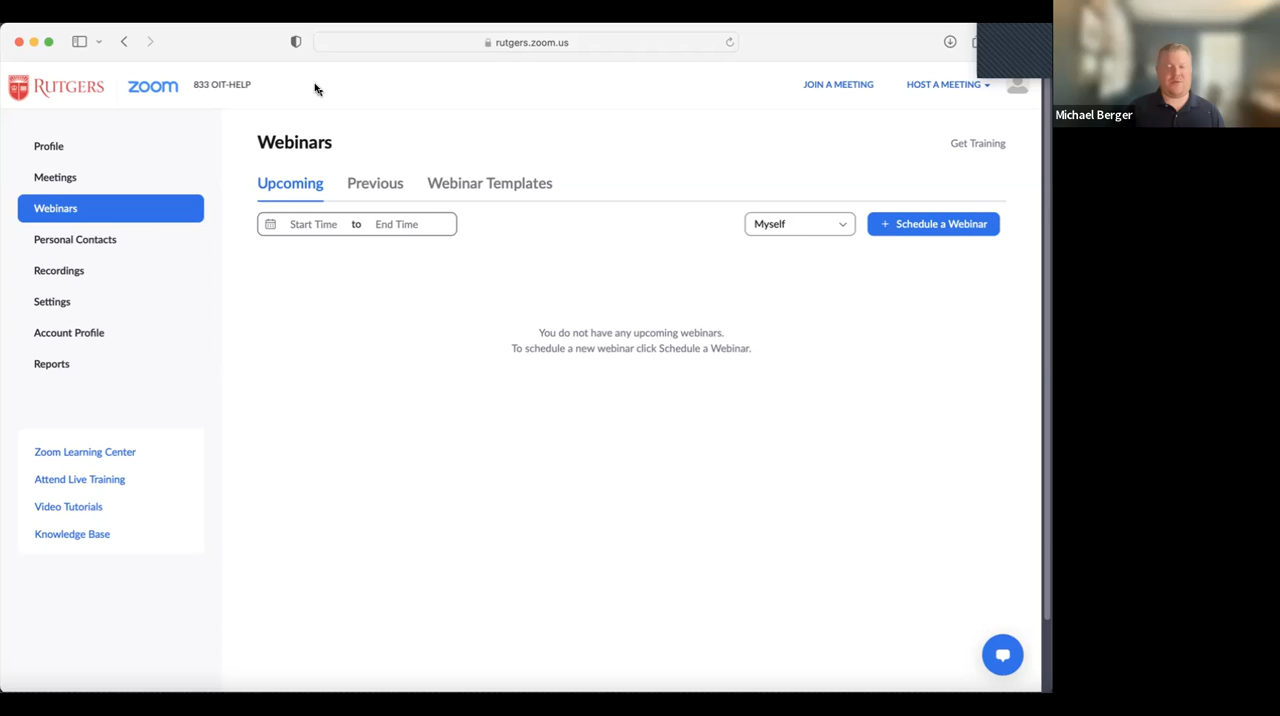 rutgers.zoom.us
RUTGERS
zoom
833 OIT-HELP
JOIN A MEETING
HOST A MEETING
Michael Berger
Profile
Meetings
Webinars
Personal Contacts
Recordings
Settings
Account Profile
Reports
Zoom Learning Center
Attend Live Training
Video Tutorials
Knowledge Base
Webinars
Get Training
Upcoming Previous Webinar Templates
Start Time to End Time
Myself
+ Schedule a Webinar
You do not have any upcoming webinars.
To schedule a new webinar click Schedule a Webinar.